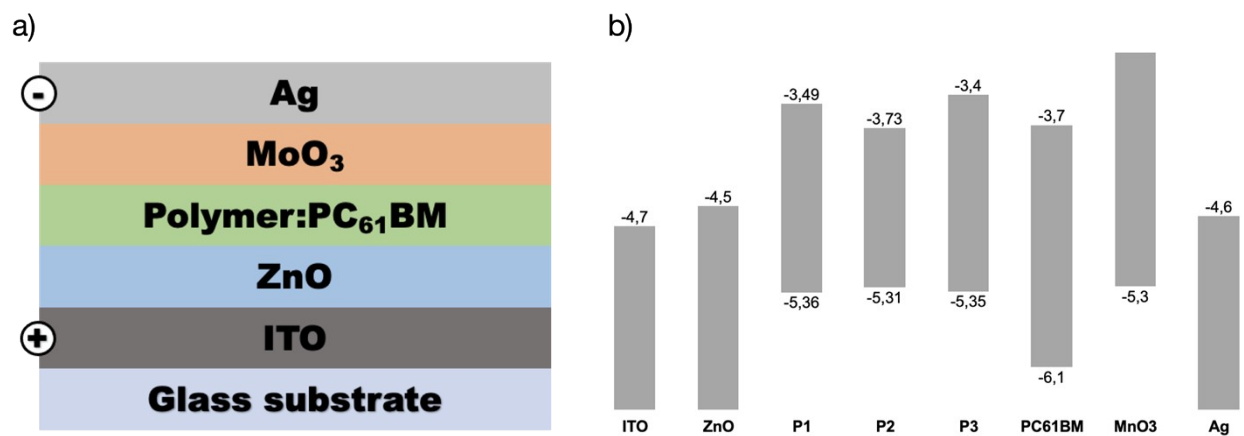 a)
-
Ag
MoO₃
Polymer:PC₆₁BM
ZnO
+
ITO
Glass substrate
b)
-4,7
-4,5
-3,49
-5,36
-3,73
-5,31
-3,4
-5,35
-3,7
-6,1
-5,3
-4,6
ITO ZnO P1 P2 P3 PC61BM MnO3 Ag